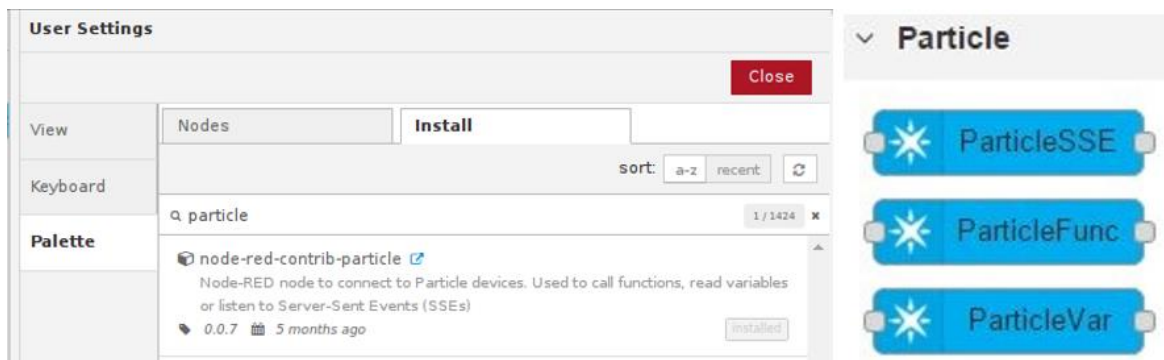 User Settings
Close
View
Keyboard
Palette
Nodes
Install
sort: a-z recent
particle
1 / 1424 x
node-red-contrib-particle
Node-RED node to connect to Particle devices. Used to call functions, read variables
or listen to Server-Sent Events (SSEs)
0.0.7 5 months ago
installed
Particle
ParticleSSE
ParticleFunc
ParticleVar